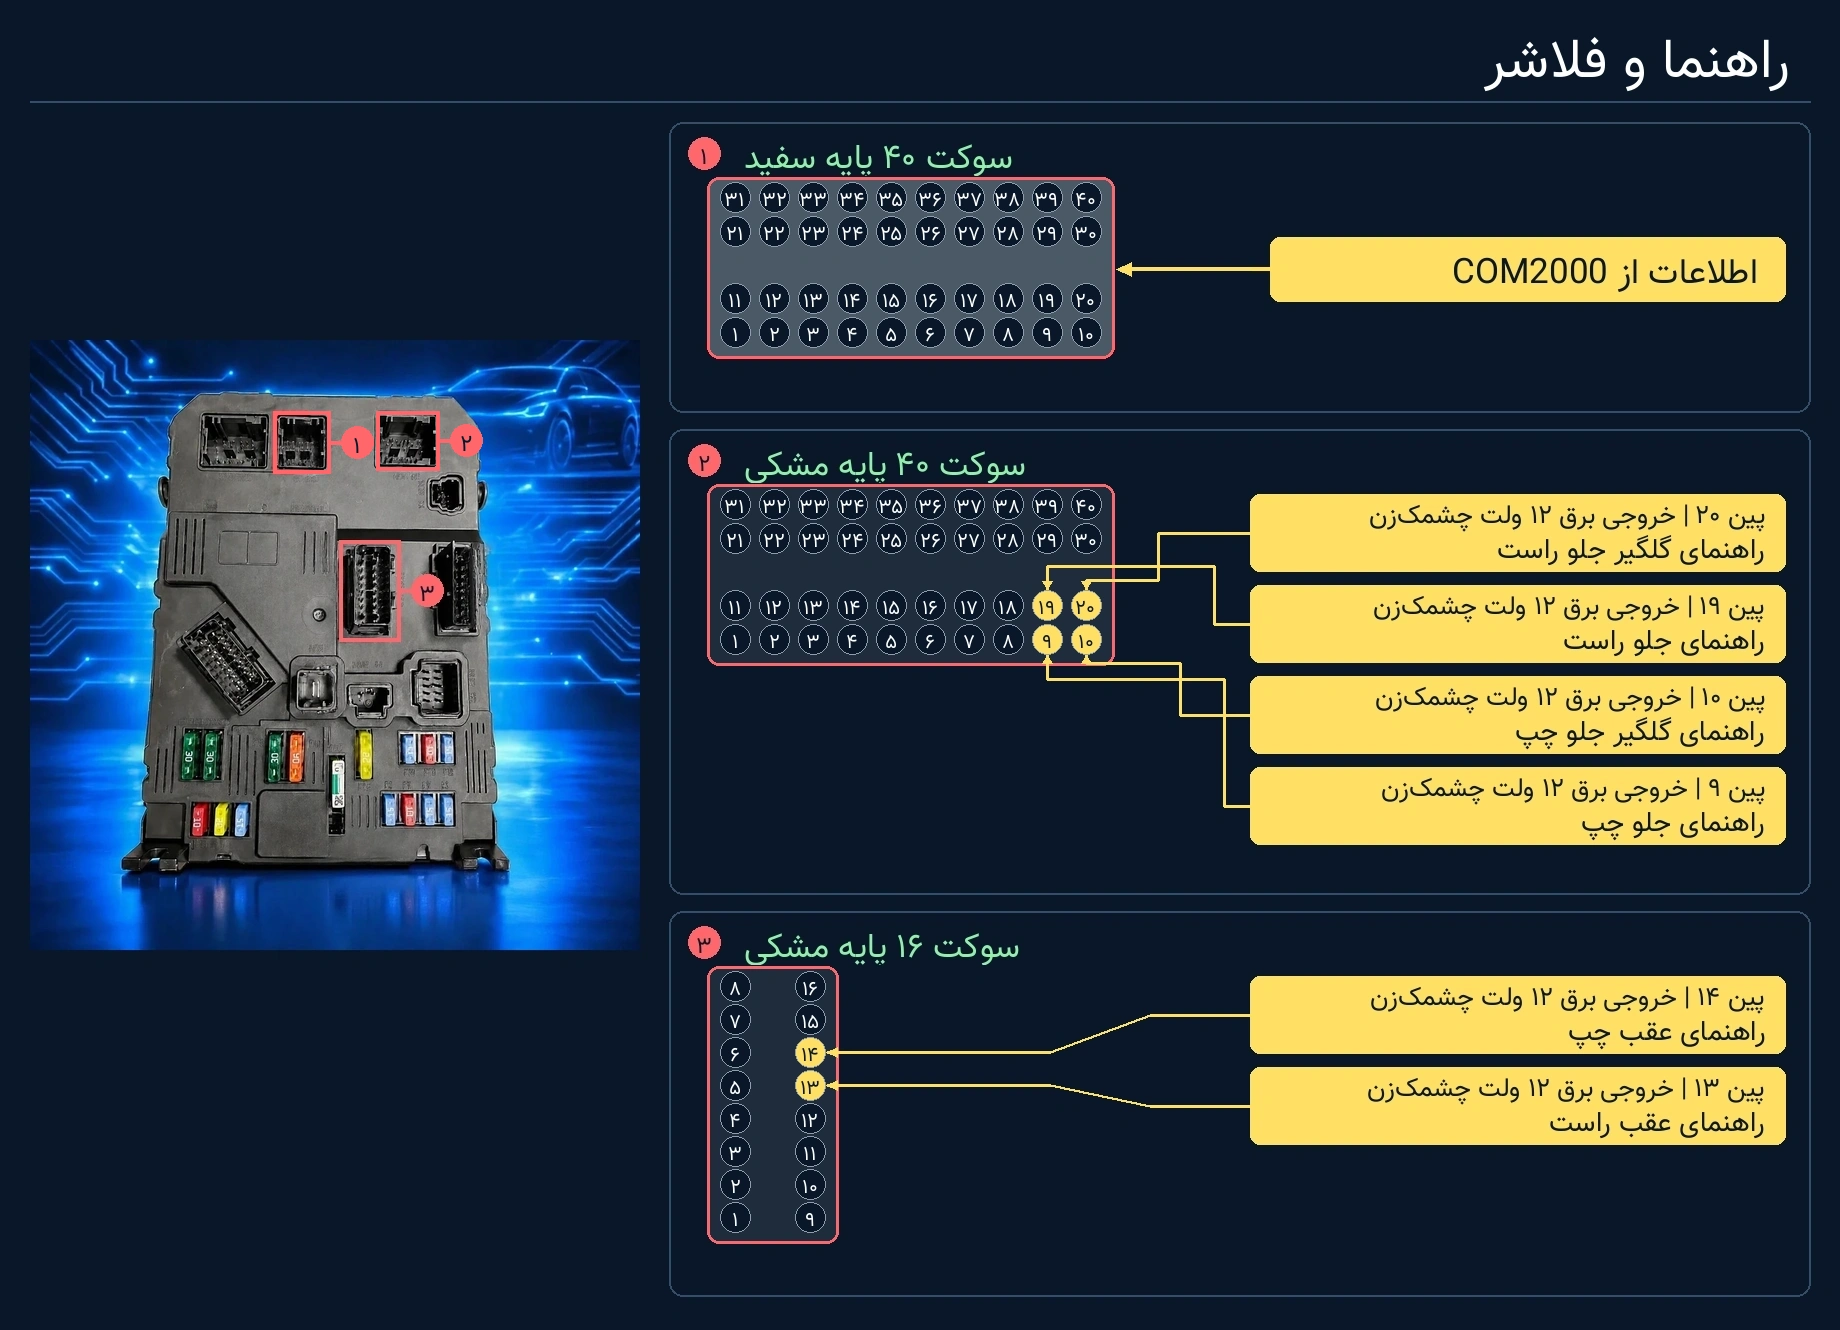 راهنما و فلاشر
۱ سوکت ۴۰ پایه سفید
۳۱ ۳۲ ۳۳ ۳۴ ۳۵ ۳۶ ۳۷ ۳۸ ۳۹ ۴۰
۲۱ ۲۲ ۲۳ ۲۴ ۲۵ ۲۶ ۲۷ ۲۸ ۲۹ ۳۰
۱۱ ۱۲ ۱۳ ۱۴ ۱۵ ۱۶ ۱۷ ۱۸ ۱۹ ۲۰
۱ ۲ ۳ ۴ ۵ ۶ ۷ ۸ ۹ ۱۰
اطلاعات از COM2000
۲ سوکت ۴۰ پایه مشکی
۳۱ ۳۲ ۳۳ ۳۴ ۳۵ ۳۶ ۳۷ ۳۸ ۳۹ ۴۰
۲۱ ۲۲ ۲۳ ۲۴ ۲۵ ۲۶ ۲۷ ۲۸ ۲۹ ۳۰
۱۱ ۱۲ ۱۳ ۱۴ ۱۵ ۱۶ ۱۷ ۱۸ ۱۹ ۲۰
۱ ۲ ۳ ۴ ۵ ۶ ۷ ۸ ۹ ۱۰
پین ۲۰ | خروجی برق ۱۲ ولت چشمک‌زن
راهنمای گلگیر جلو راست
پین ۱۹ | خروجی برق ۱۲ ولت چشمک‌زن
راهنمای جلو راست
پین ۱۰ | خروجی برق ۱۲ ولت چشمک‌زن
راهنمای گلگیر جلو چپ
پین ۹ | خروجی برق ۱۲ ولت چشمک‌زن
راهنمای جلو چپ
۳ سوکت ۱۶ پایه مشکی
۸ ۱۶
۷ ۱۵
۶ ۱۴
۵ ۱۳
۴ ۱۲
۳ ۱۱
۲ ۱۰
۱ ۹
پین ۱۴ | خروجی برق ۱۲ ولت چشمک‌زن
راهنمای عقب چپ
پین ۱۳ | خروجی برق ۱۲ ولت چشمک‌زن
راهنمای عقب راست
۱
۲
ۣ۳
30 30 30